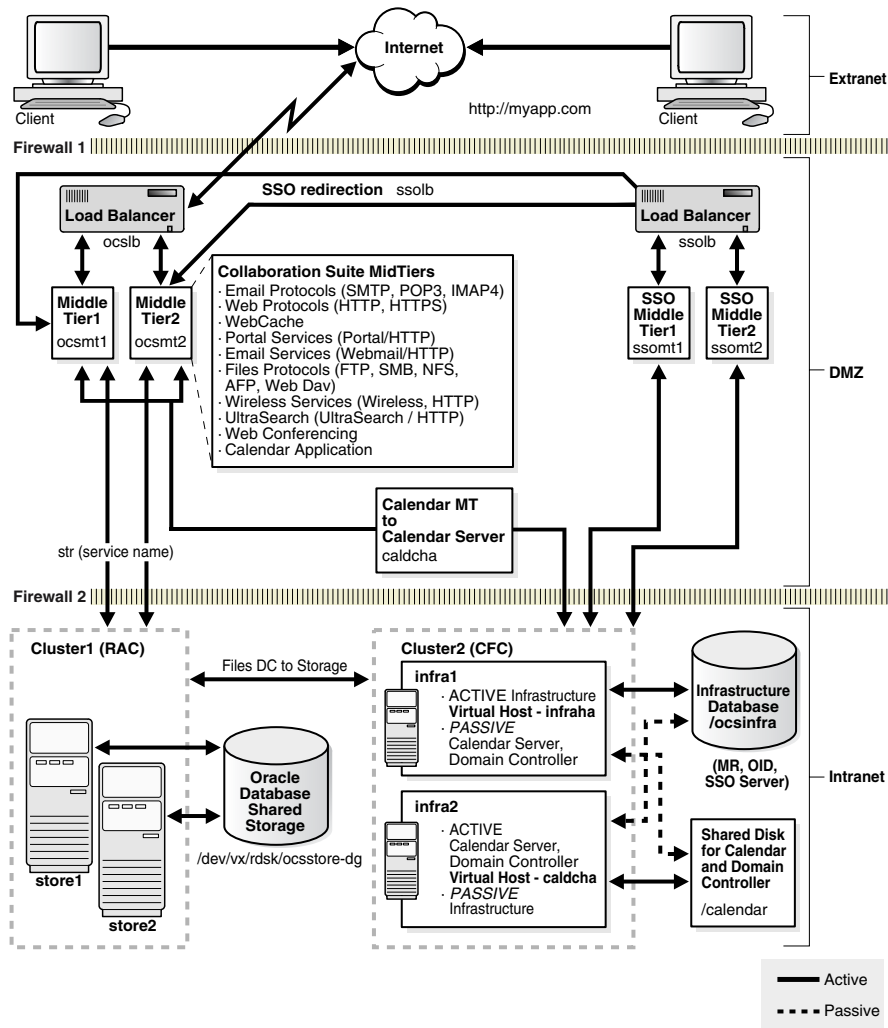 Internet
Client
http://myapp.com
Client
Extranet
Firewall 1
SSO redirection ssolb
Load Balancer
ocslb
Load Balancer
ssolb
Middle
Tier1
ocsmt1
Middle
Tier2
ocsmt2
Collaboration Suite MidTiers
· Email Protocols (SMTP, POP3, IMAP4)
· Web Protocols (HTTP, HTTPS)
· WebCache
· Portal Services (Portal/HTTP)
· Email Services (Webmail/HTTP)
· Files Protocols (FTP, SMB, NFS,
AFP, Web Dav)
· Wireless Services (Wireless, HTTP)
· UltraSearch (UltraSearch / HTTP)
· Web Conferencing
· Calendar Application
SSO
Middle
Tier1
ssomt1
SSO
Middle
Tier2
ssomt2
DMZ
Calendar MT
to
Calendar Server
caldcha
str (service name)
Firewall 2
Cluster1 (RAC)
Files DC to Storage
store1
store2
Oracle
Database
Shared
Storage
/dev/vx/rdsk/ocsstore-dg
Cluster2 (CFC)
infra1
· ACTIVE Infrastructure
Virtual Host - infraha
· PASSIVE
Calendar Server,
Domain Controller
infra2
· ACTIVE
Calendar Server,
Domain Controller
Virtual Host - caldcha
· PASSIVE
Infrastructure
Infrastructure
Database
/ocsinfra
(MR, OID,
SSO Server)
Shared Disk
for Calendar
and Domain
Controller
/calendar
Intranet
Active
Passive